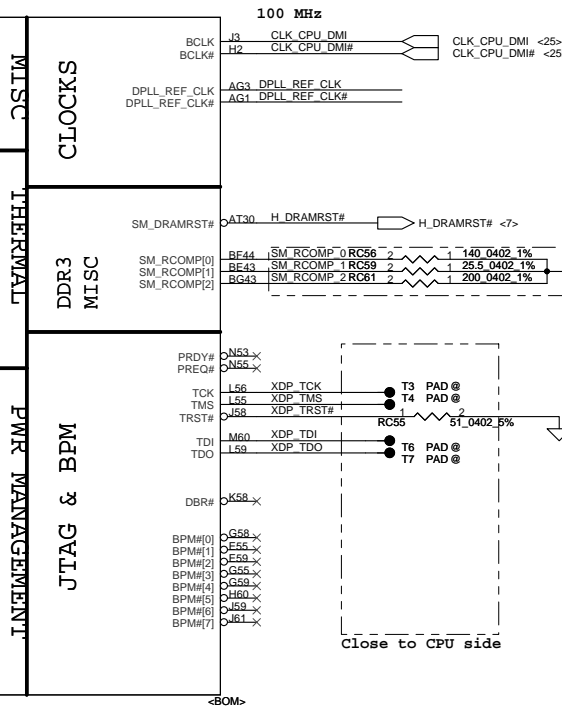 100 MHz
MISC
CLOCKS
BCLK J3 CLK_CPU_DMI CLK_CPU_DMI <25>
BCLK# H2 CLK_CPU_DMI# CLK_CPU_DMI# <25
DPLL_REF_CLK AG3 DPLL_REF_CLK
DPLL_REF_CLK# AG1 DPLL_REF_CLK#
THERMAL
DDR3
MISC
SM_DRAMRST# AT30 H_DRAMRST# H_DRAMRST# <7>
SM_RCOMP[0] BF44 SM_RCOMP_0 RC56 2 1 140_0402_1%
SM_RCOMP[1] BE43 SM_RCOMP_1 RC59 2 1 25.5_0402_1%
SM_RCOMP[2] BG43 SM_RCOMP_2 RC61 2 1 200_0402_1%
PWR MANAGEMENT
JTAG & BPM
PRDY# N53
PREQ# N55
TCK L56 XDP_TCK T3 PAD @
TMS L55 XDP_TMS T4 PAD @
TRST# J58 XDP_TRST# RC55 1 2 51_0402_5%
TDI M60 XDP_TDI T6 PAD @
TDO L59 XDP_TDO T7 PAD @
DBR# K58
BPM#[0] G58
BPM#[1] E55
BPM#[2] E59
BPM#[3] G55
BPM#[4] G59
BPM#[5] H60
BPM#[6] J59
BPM#[7] J61
Close to CPU side
<BOM>